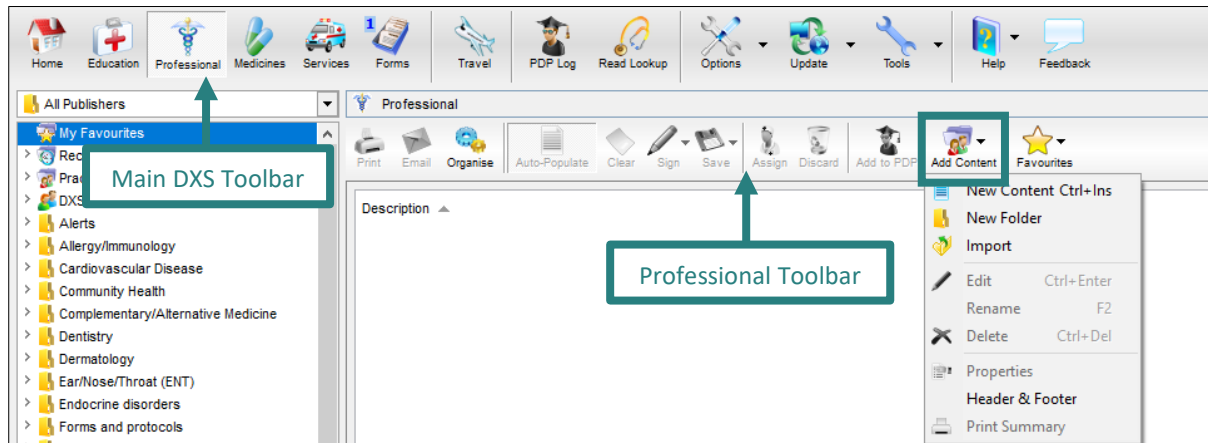 1
Home Education Professional Medicines Services Forms Travel PDP Log Read Lookup Options Update Tools Help Feedback
All Publishers
Professional
My Favourites
Rec
Prac
DXS
Alerts
Allergy/Immunology
Cardiovascular Disease
Community Health
Complementary/Alternative Medicine
Dentistry
Dermatology
Ear/Nose/Throat (ENT)
Endocrine disorders
Forms and protocols
Main DXS Toolbar
Print Email Organise Auto-Populate Clear Sign Save Assign Discard Add to PDP Add Content Favourites
Description
Professional Toolbar
New Content Ctrl+Ins
New Folder
Import
Edit Ctrl+Enter
Rename F2
Delete Ctrl+Del
Properties
Header & Footer
Print Summary